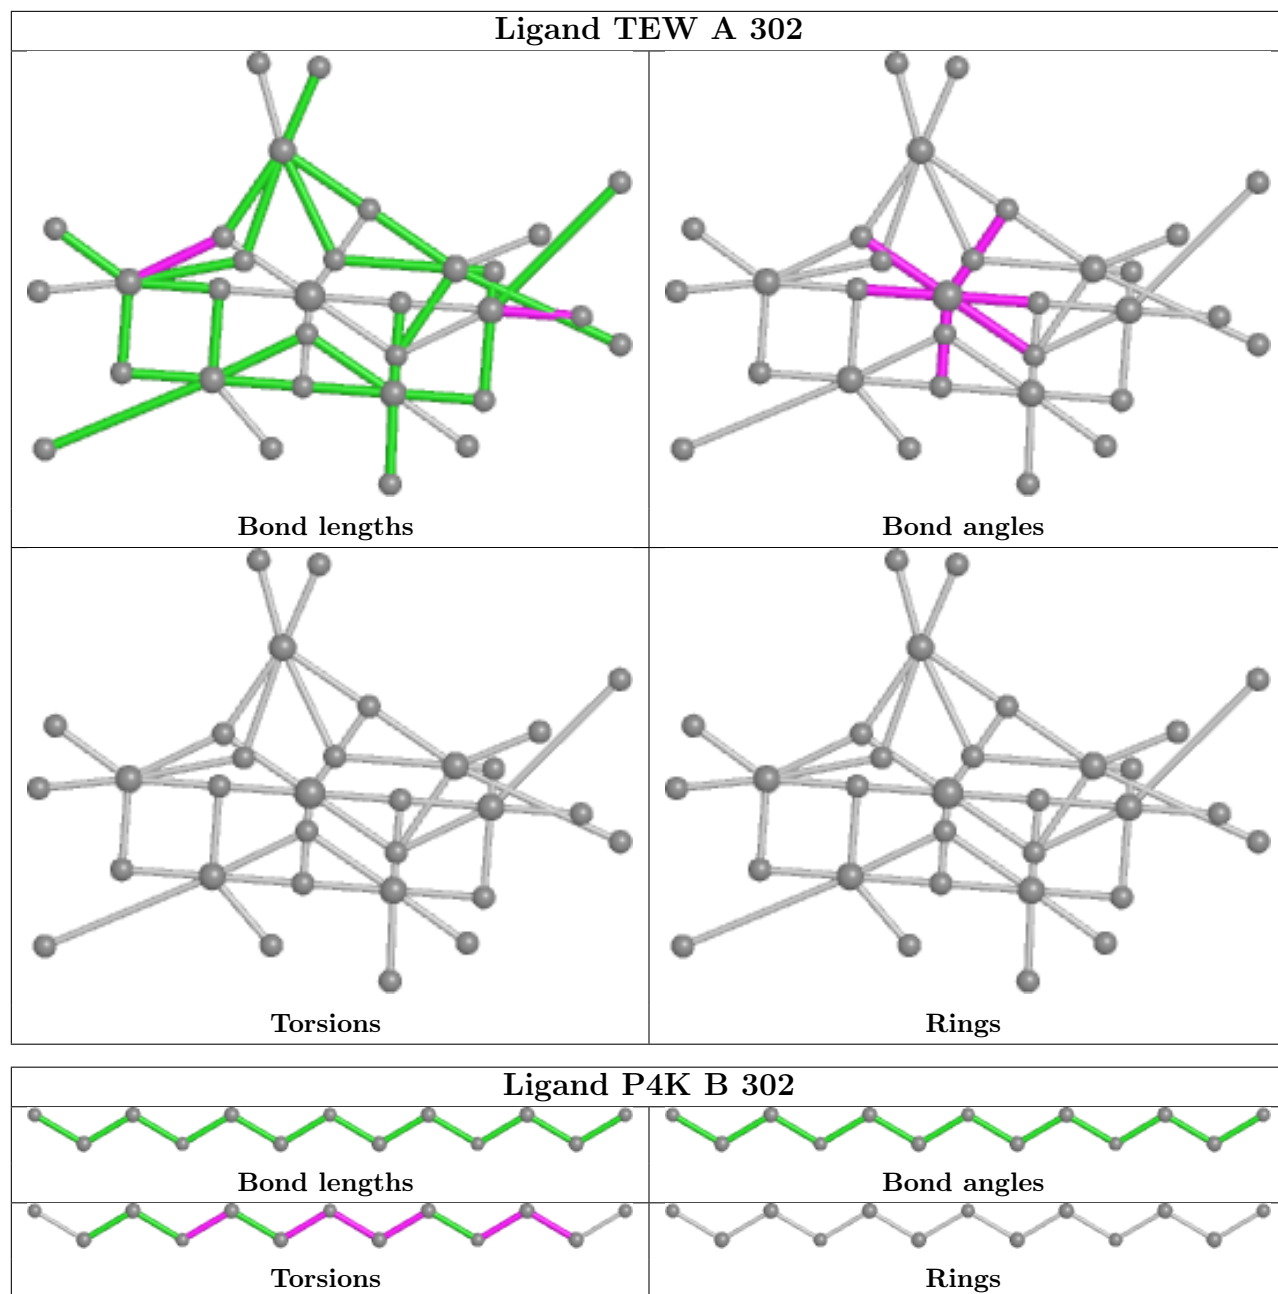 Ligand TEW A 302
Bond lengths
Bond angles
Torsions
Rings
Ligand P4K B 302
Bond lengths
Bond angles
Torsions
Rings